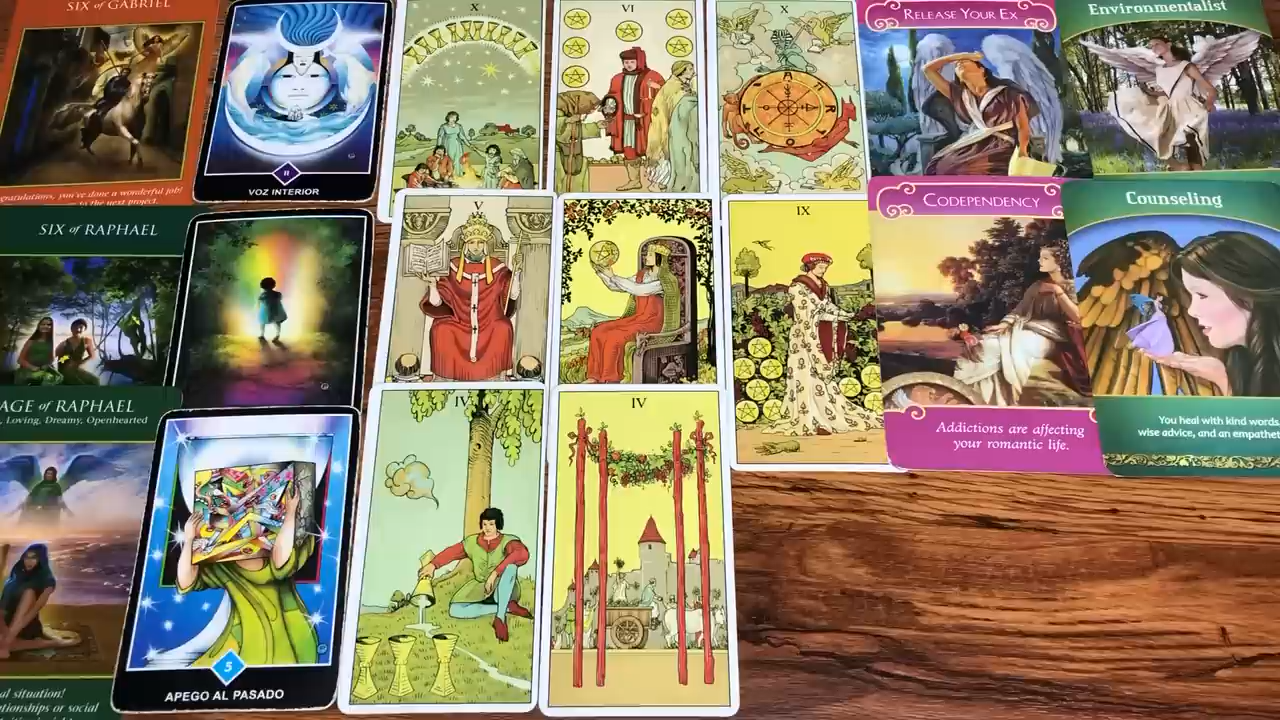 SIX of GABRIEL
gratulations, you've done a wonderful job!
to the next project.
II
VOZ INTERIOR
X
VI
X
RELEASE YOUR EX
Environmentalist
SIX of RAPHAEL
V
IX
CODEPENDENCY
Addictions are affecting
your romantic life.
Counseling
You heal with kind words,
wise advice, and an empathet
AGE of RAPHAEL
, Loving, Dreamy, Openhearted
al situation!
tionships or social
5
APEGO AL PASADO
IV
IV